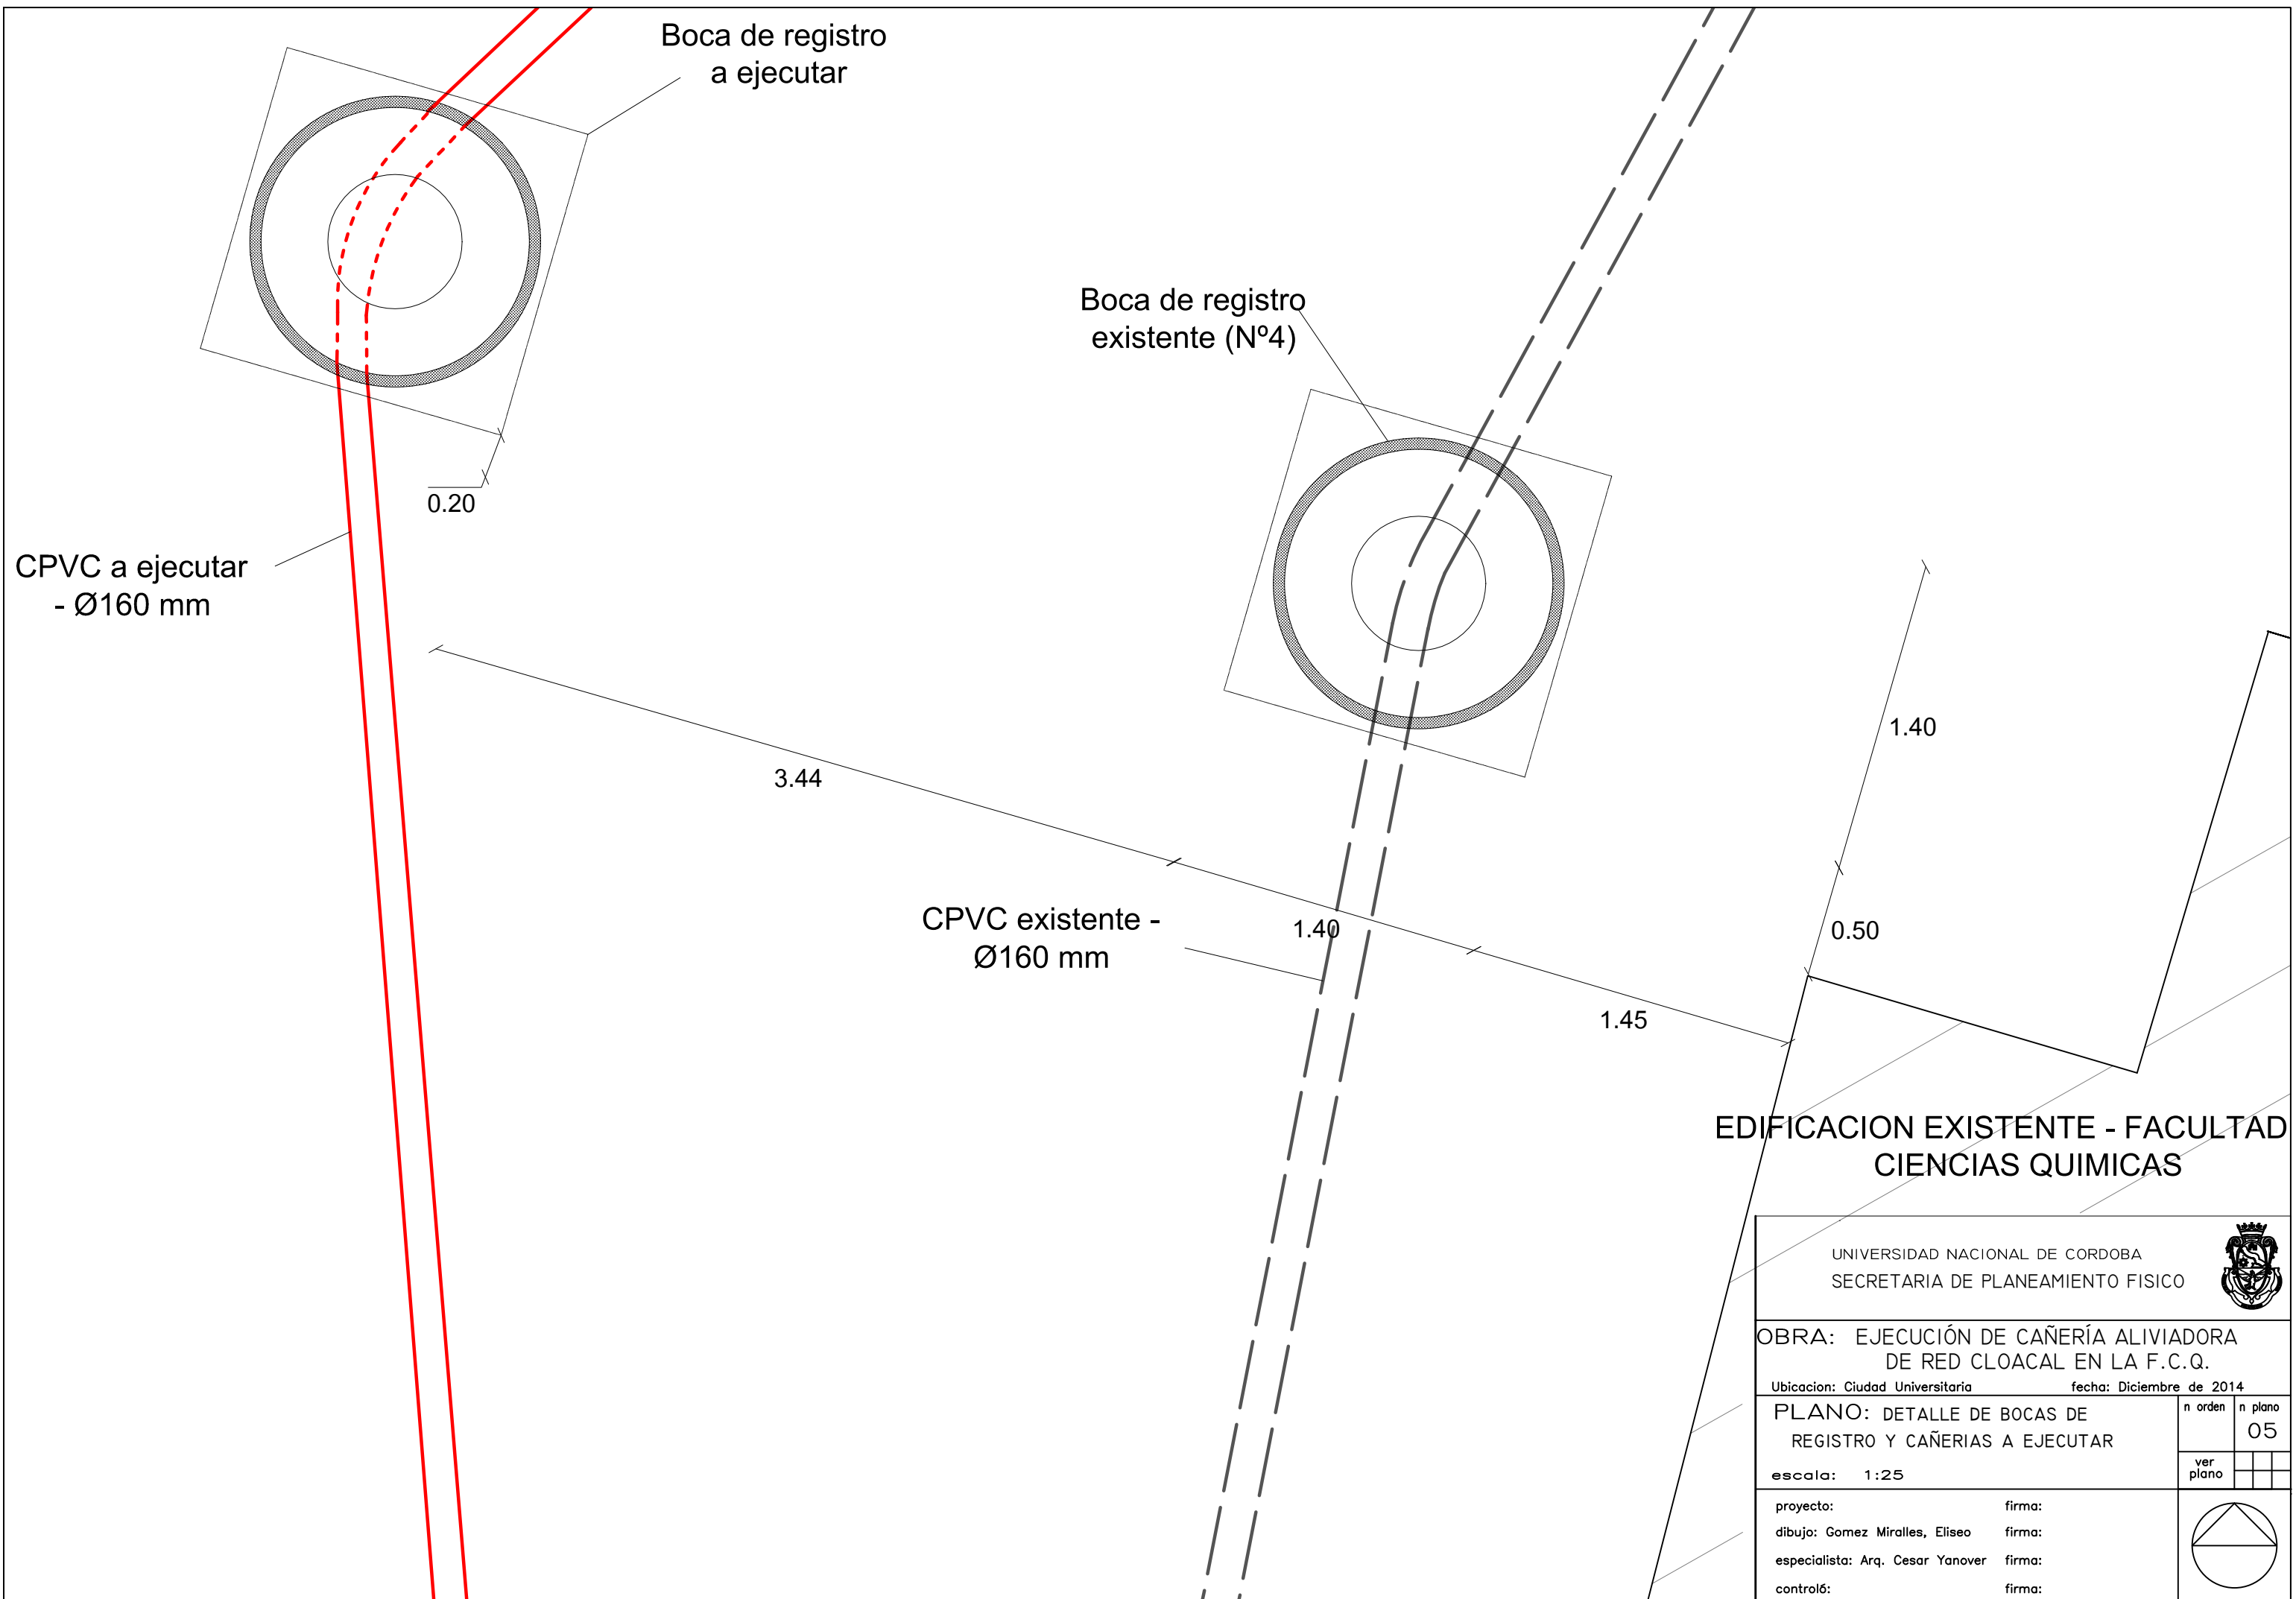 Boca de registro
a ejecutar
Boca de registro
existente (Nº4)
0.20
CPVC a ejecutar
- Ø160 mm
1.40
3.44
CPVC existente -
Ø160 mm
1.40
0.50
1.45
EDIFICACION EXISTENTE - FACULTAD
CIENCIAS QUIMICAS
UNIVERSIDAD NACIONAL DE CORDOBA
SECRETARIA DE PLANEAMIENTO FISICO
OBRA: EJECUCIÓN DE CAÑERÍA ALIVIADORA
DE RED CLOACAL EN LA F.C.Q.
Ubicacion: Ciudad Universitaria fecha: Diciembre de 2014
PLANO: DETALLE DE BOCAS DE
REGISTRO Y CAÑERIAS A EJECUTAR
escala: 1:25
n orden n plano
05
ver
plano
proyecto: firma:
dibujo: Gomez Miralles, Eliseo firma:
especialista: Arq. Cesar Yanover firma:
controló: firma: